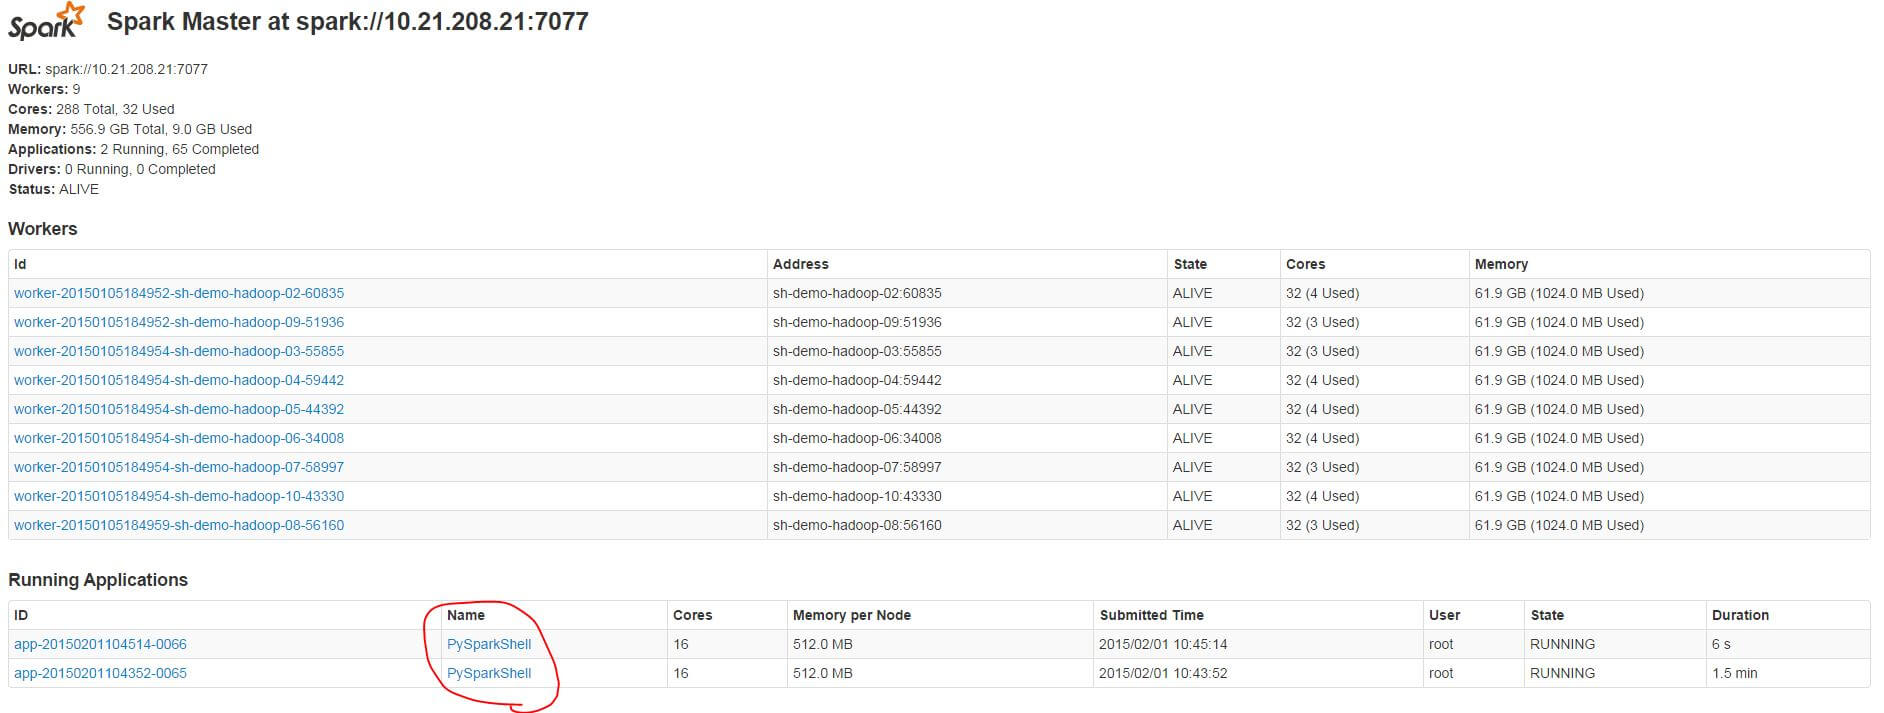 Spark Spark Master at spark://10.21.208.21:7077
URL: spark://10.21.208.21:7077
Workers: 9
Cores: 288 Total, 32 Used
Memory: 556.9 GB Total, 9.0 GB Used
Applications: 2 Running, 65 Completed
Drivers: 0 Running, 0 Completed
Status: ALIVE
Workers
Id Address State Cores Memory
worker-20150105184952-sh-demo-hadoop-02-60835 sh-demo-hadoop-02:60835 ALIVE 32 (4 Used) 61.9 GB (1024.0 MB Used)
worker-20150105184952-sh-demo-hadoop-09-51936 sh-demo-hadoop-09:51936 ALIVE 32 (3 Used) 61.9 GB (1024.0 MB Used)
worker-20150105184954-sh-demo-hadoop-03-55855 sh-demo-hadoop-03:55855 ALIVE 32 (3 Used) 61.9 GB (1024.0 MB Used)
worker-20150105184954-sh-demo-hadoop-04-59442 sh-demo-hadoop-04:59442 ALIVE 32 (4 Used) 61.9 GB (1024.0 MB Used)
worker-20150105184954-sh-demo-hadoop-05-44392 sh-demo-hadoop-05:44392 ALIVE 32 (4 Used) 61.9 GB (1024.0 MB Used)
worker-20150105184954-sh-demo-hadoop-06-34008 sh-demo-hadoop-06:34008 ALIVE 32 (4 Used) 61.9 GB (1024.0 MB Used)
worker-20150105184954-sh-demo-hadoop-07-58997 sh-demo-hadoop-07:58997 ALIVE 32 (3 Used) 61.9 GB (1024.0 MB Used)
worker-20150105184954-sh-demo-hadoop-10-43330 sh-demo-hadoop-10:43330 ALIVE 32 (4 Used) 61.9 GB (1024.0 MB Used)
worker-20150105184959-sh-demo-hadoop-08-56160 sh-demo-hadoop-08:56160 ALIVE 32 (3 Used) 61.9 GB (1024.0 MB Used)
Running Applications
ID Name Cores Memory per Node Submitted Time User State Duration
app-20150201104514-0066 PySparkShell 16 512.0 MB 2015/02/01 10:45:14 root RUNNING 6 s
app-20150201104352-0065 PySparkShell 16 512.0 MB 2015/02/01 10:43:52 root RUNNING 1.5 min